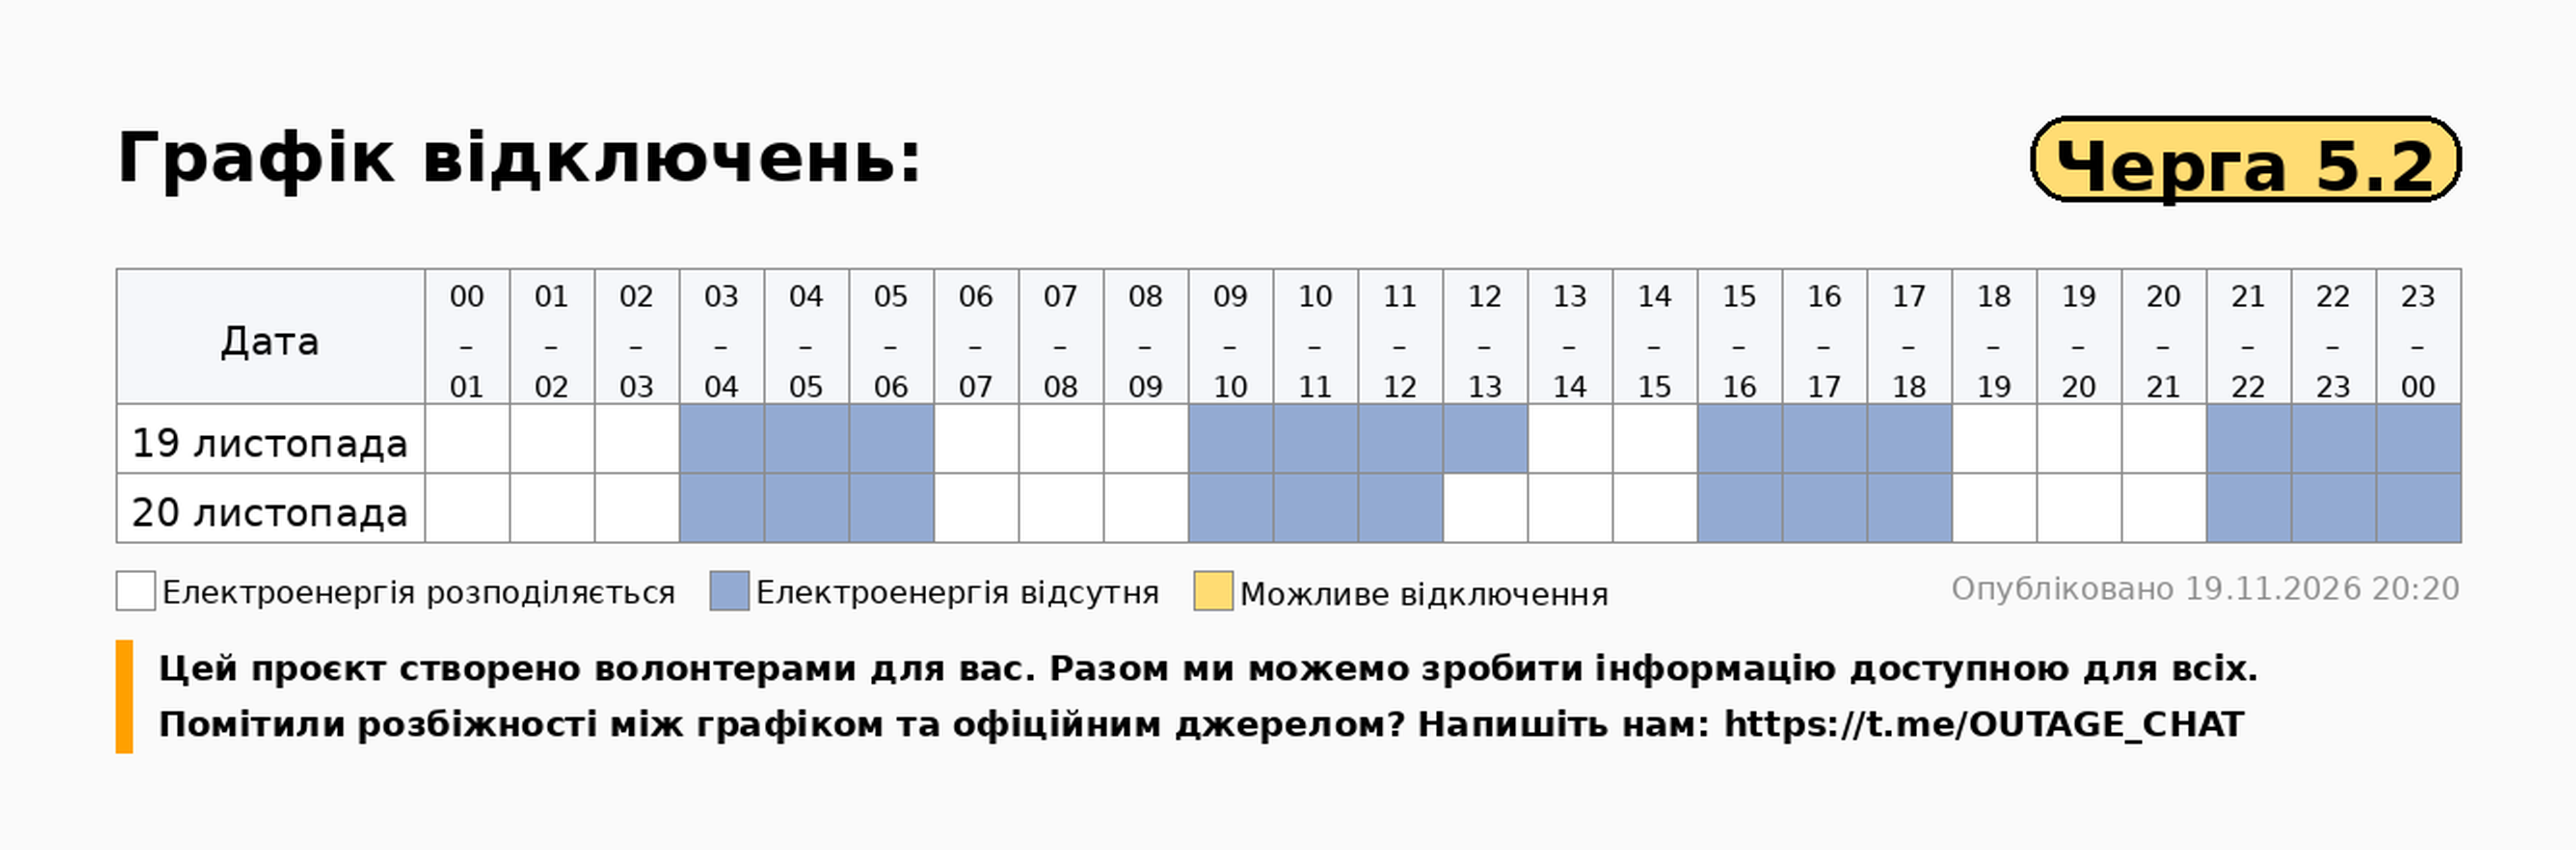 Графік відключень:
Черга 5.2
Дата 00 – 01 01 – 02 02 – 03 03 – 04 04 – 05 05 – 06 06 – 07 07 – 08 08 – 09 09 – 10 10 – 11 11 – 12 12 – 13 13 – 14 14 – 15 15 – 16 16 – 17 17 – 18 18 – 19 19 – 20 20 – 21 21 – 22 22 – 23 23 – 00
19 листопада
20 листопада
Електроенергія розподіляється Електроенергія відсутня Можливе відключення
Опубліковано 19.11.2026 20:20
Цей проєкт створено волонтерами для вас. Разом ми можемо зробити інформацію доступною для всіх.
Помітили розбіжності між графіком та офіційним джерелом? Напишіть нам: https://t.me/OUTAGE_CHAT